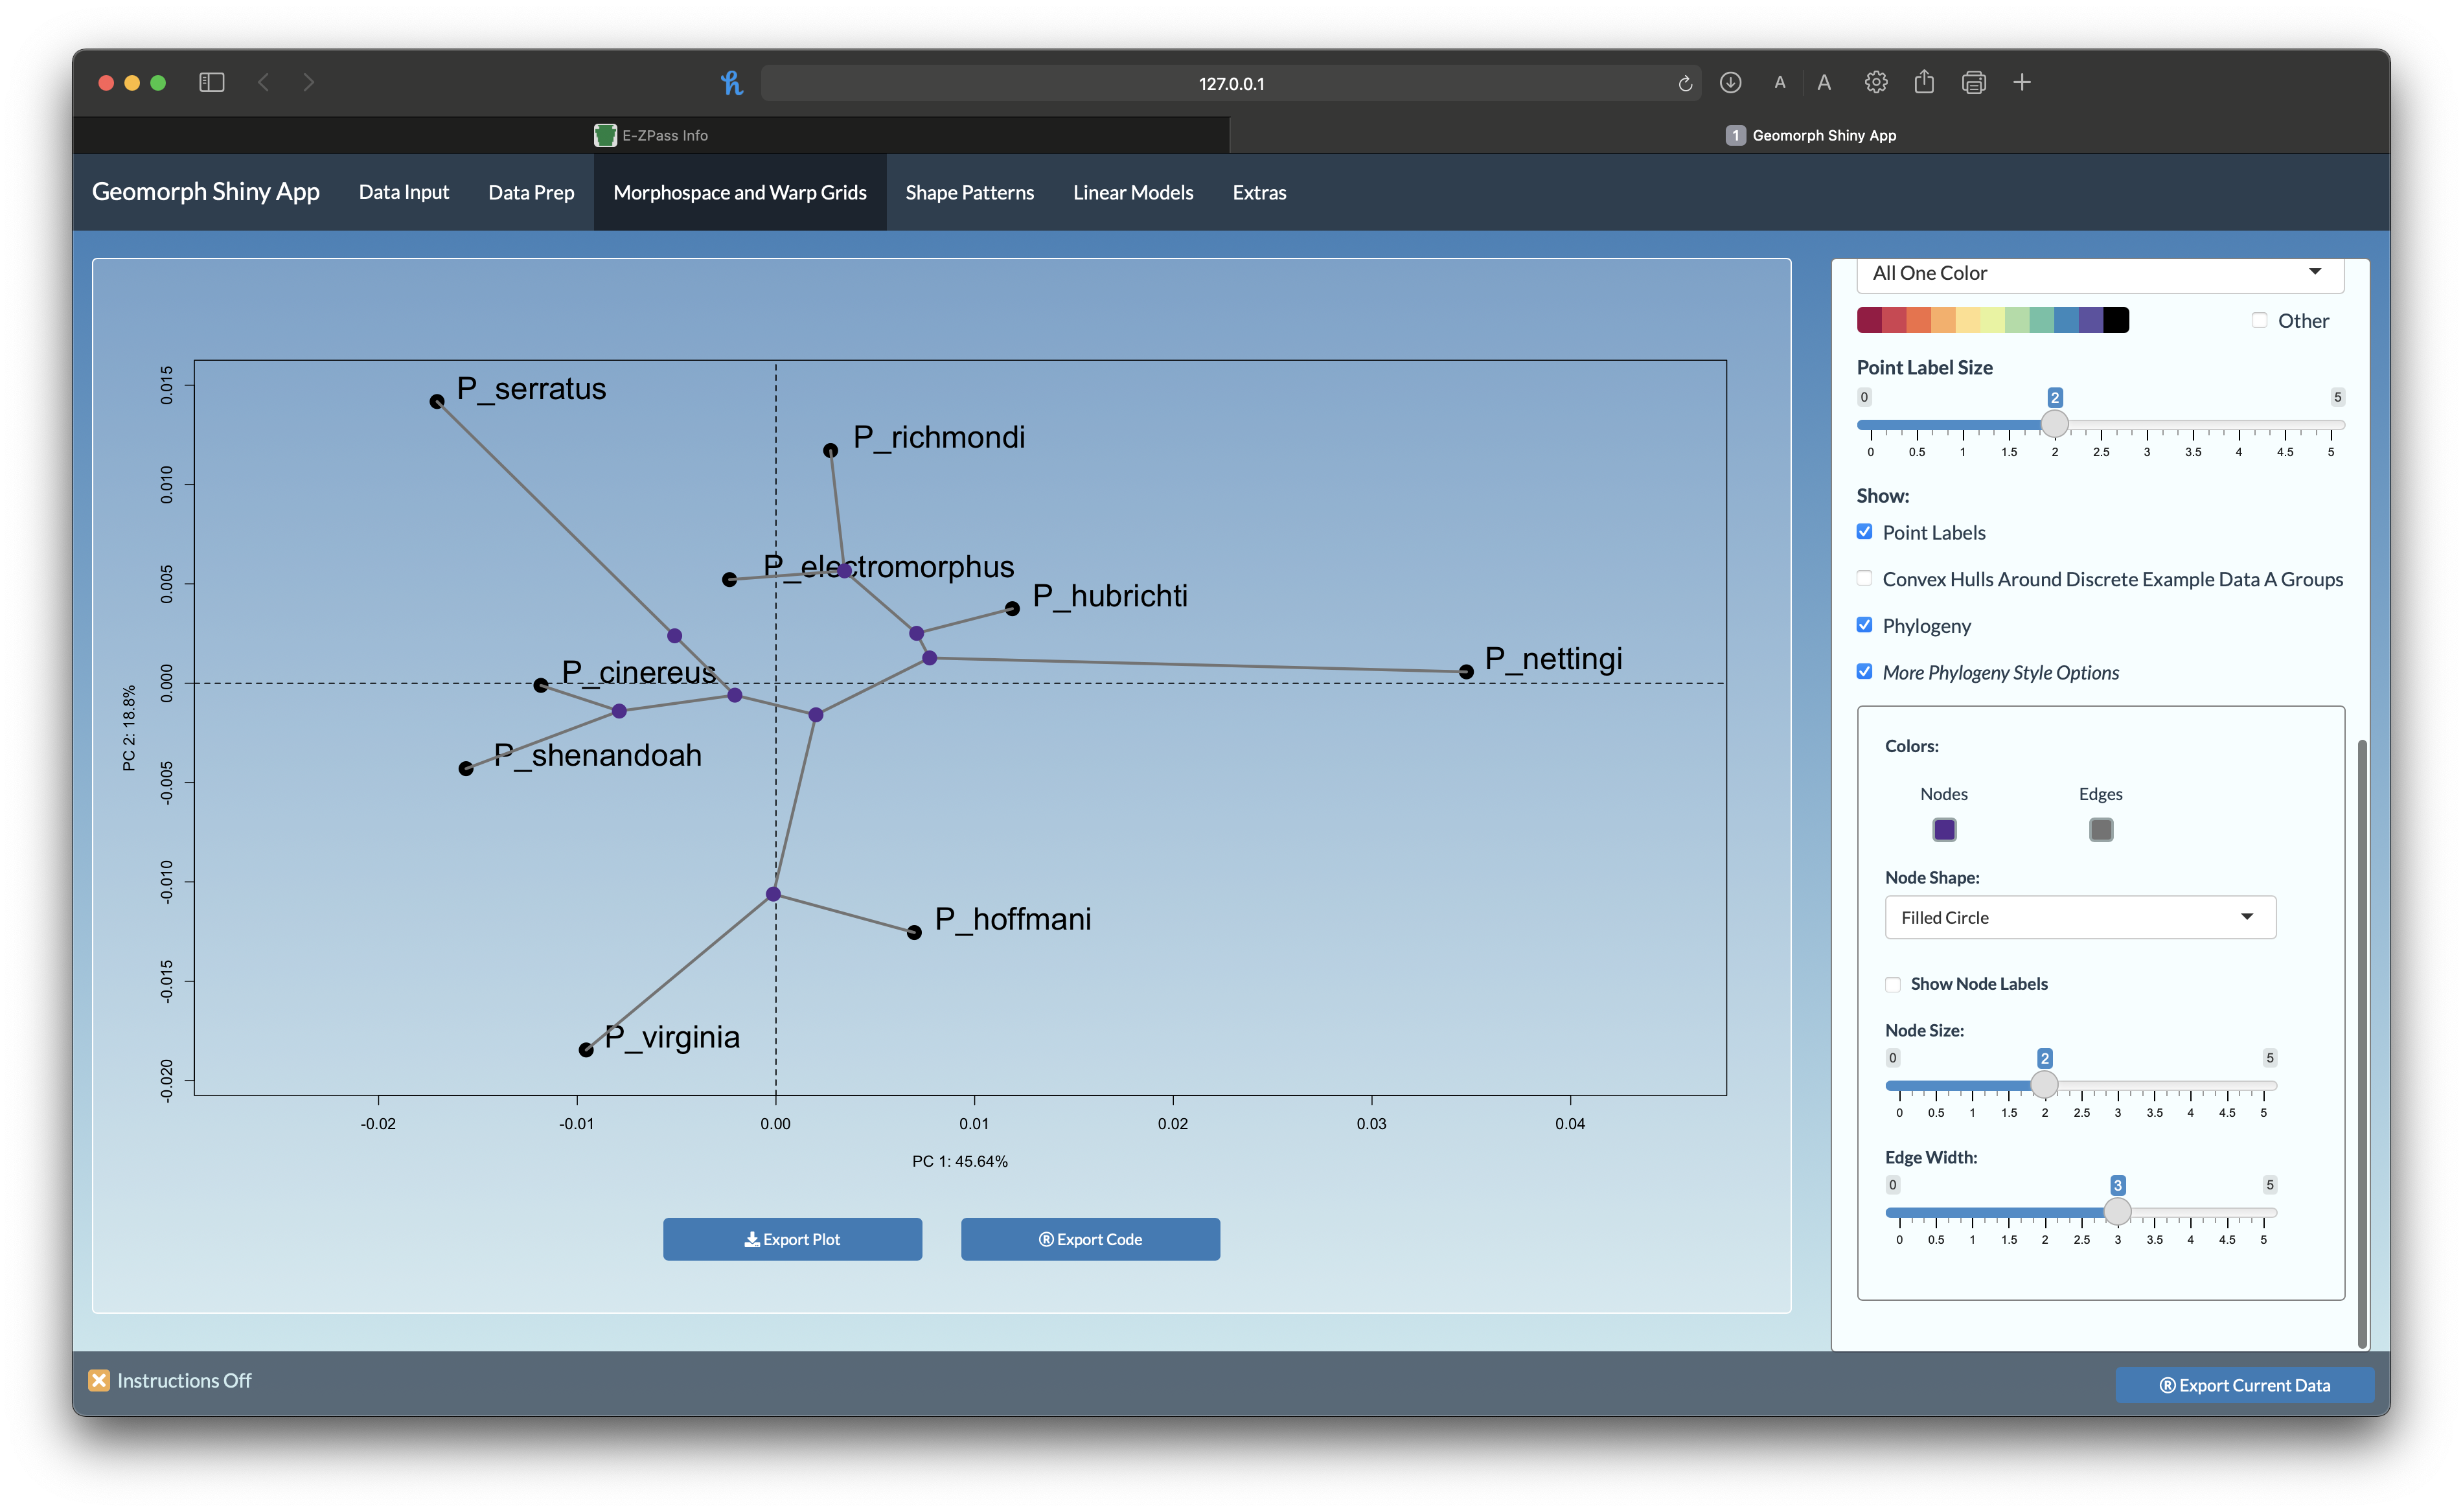 127.0.0.1
A A
E-ZPass Info
1 Geomorph Shiny App
Geomorph Shiny App Data Input Data Prep Morphospace and Warp Grids Shape Patterns Linear Models Extras
P_serratus
P_richmondi
P_electromorphus
P_hubrichti
P_nettingi
P_cinereus
P_shenandoah
P_hoffmani
P_virginia
0.015
0.010
0.005
0.000
-0.005
-0.010
-0.015
-0.020
PC 2: 18.8%
-0.02 -0.01 0.00 0.01 0.02 0.03 0.04
PC 1: 45.64%
Export Plot
® Export Code
All One Color
Other
Point Label Size
0 2 5
0 0.5 1 1.5 2 2.5 3 3.5 4 4.5 5
Show:
Point Labels
Convex Hulls Around Discrete Example Data A Groups
Phylogeny
More Phylogeny Style Options
Colors:
Nodes Edges
Node Shape:
Filled Circle
Show Node Labels
Node Size:
0 2 5
0 0.5 1 1.5 2 2.5 3 3.5 4 4.5 5
Edge Width:
0 3 5
0 0.5 1 1.5 2 2.5 3 3.5 4 4.5 5
Instructions Off
® Export Current Data